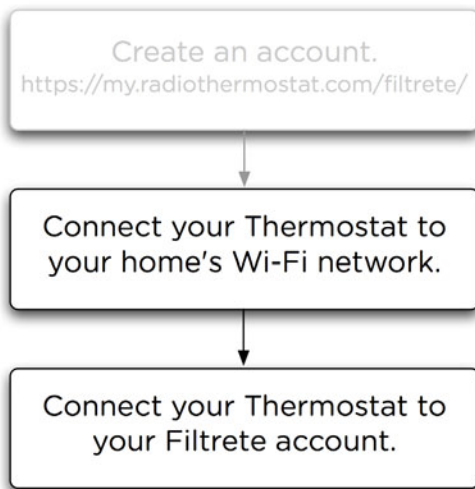 Create an account.
https://my.radiothermostat.com/filtrete/
Connect your Thermostat to
your home's Wi-Fi network.
Connect your Thermostat to
your Filtrete account.